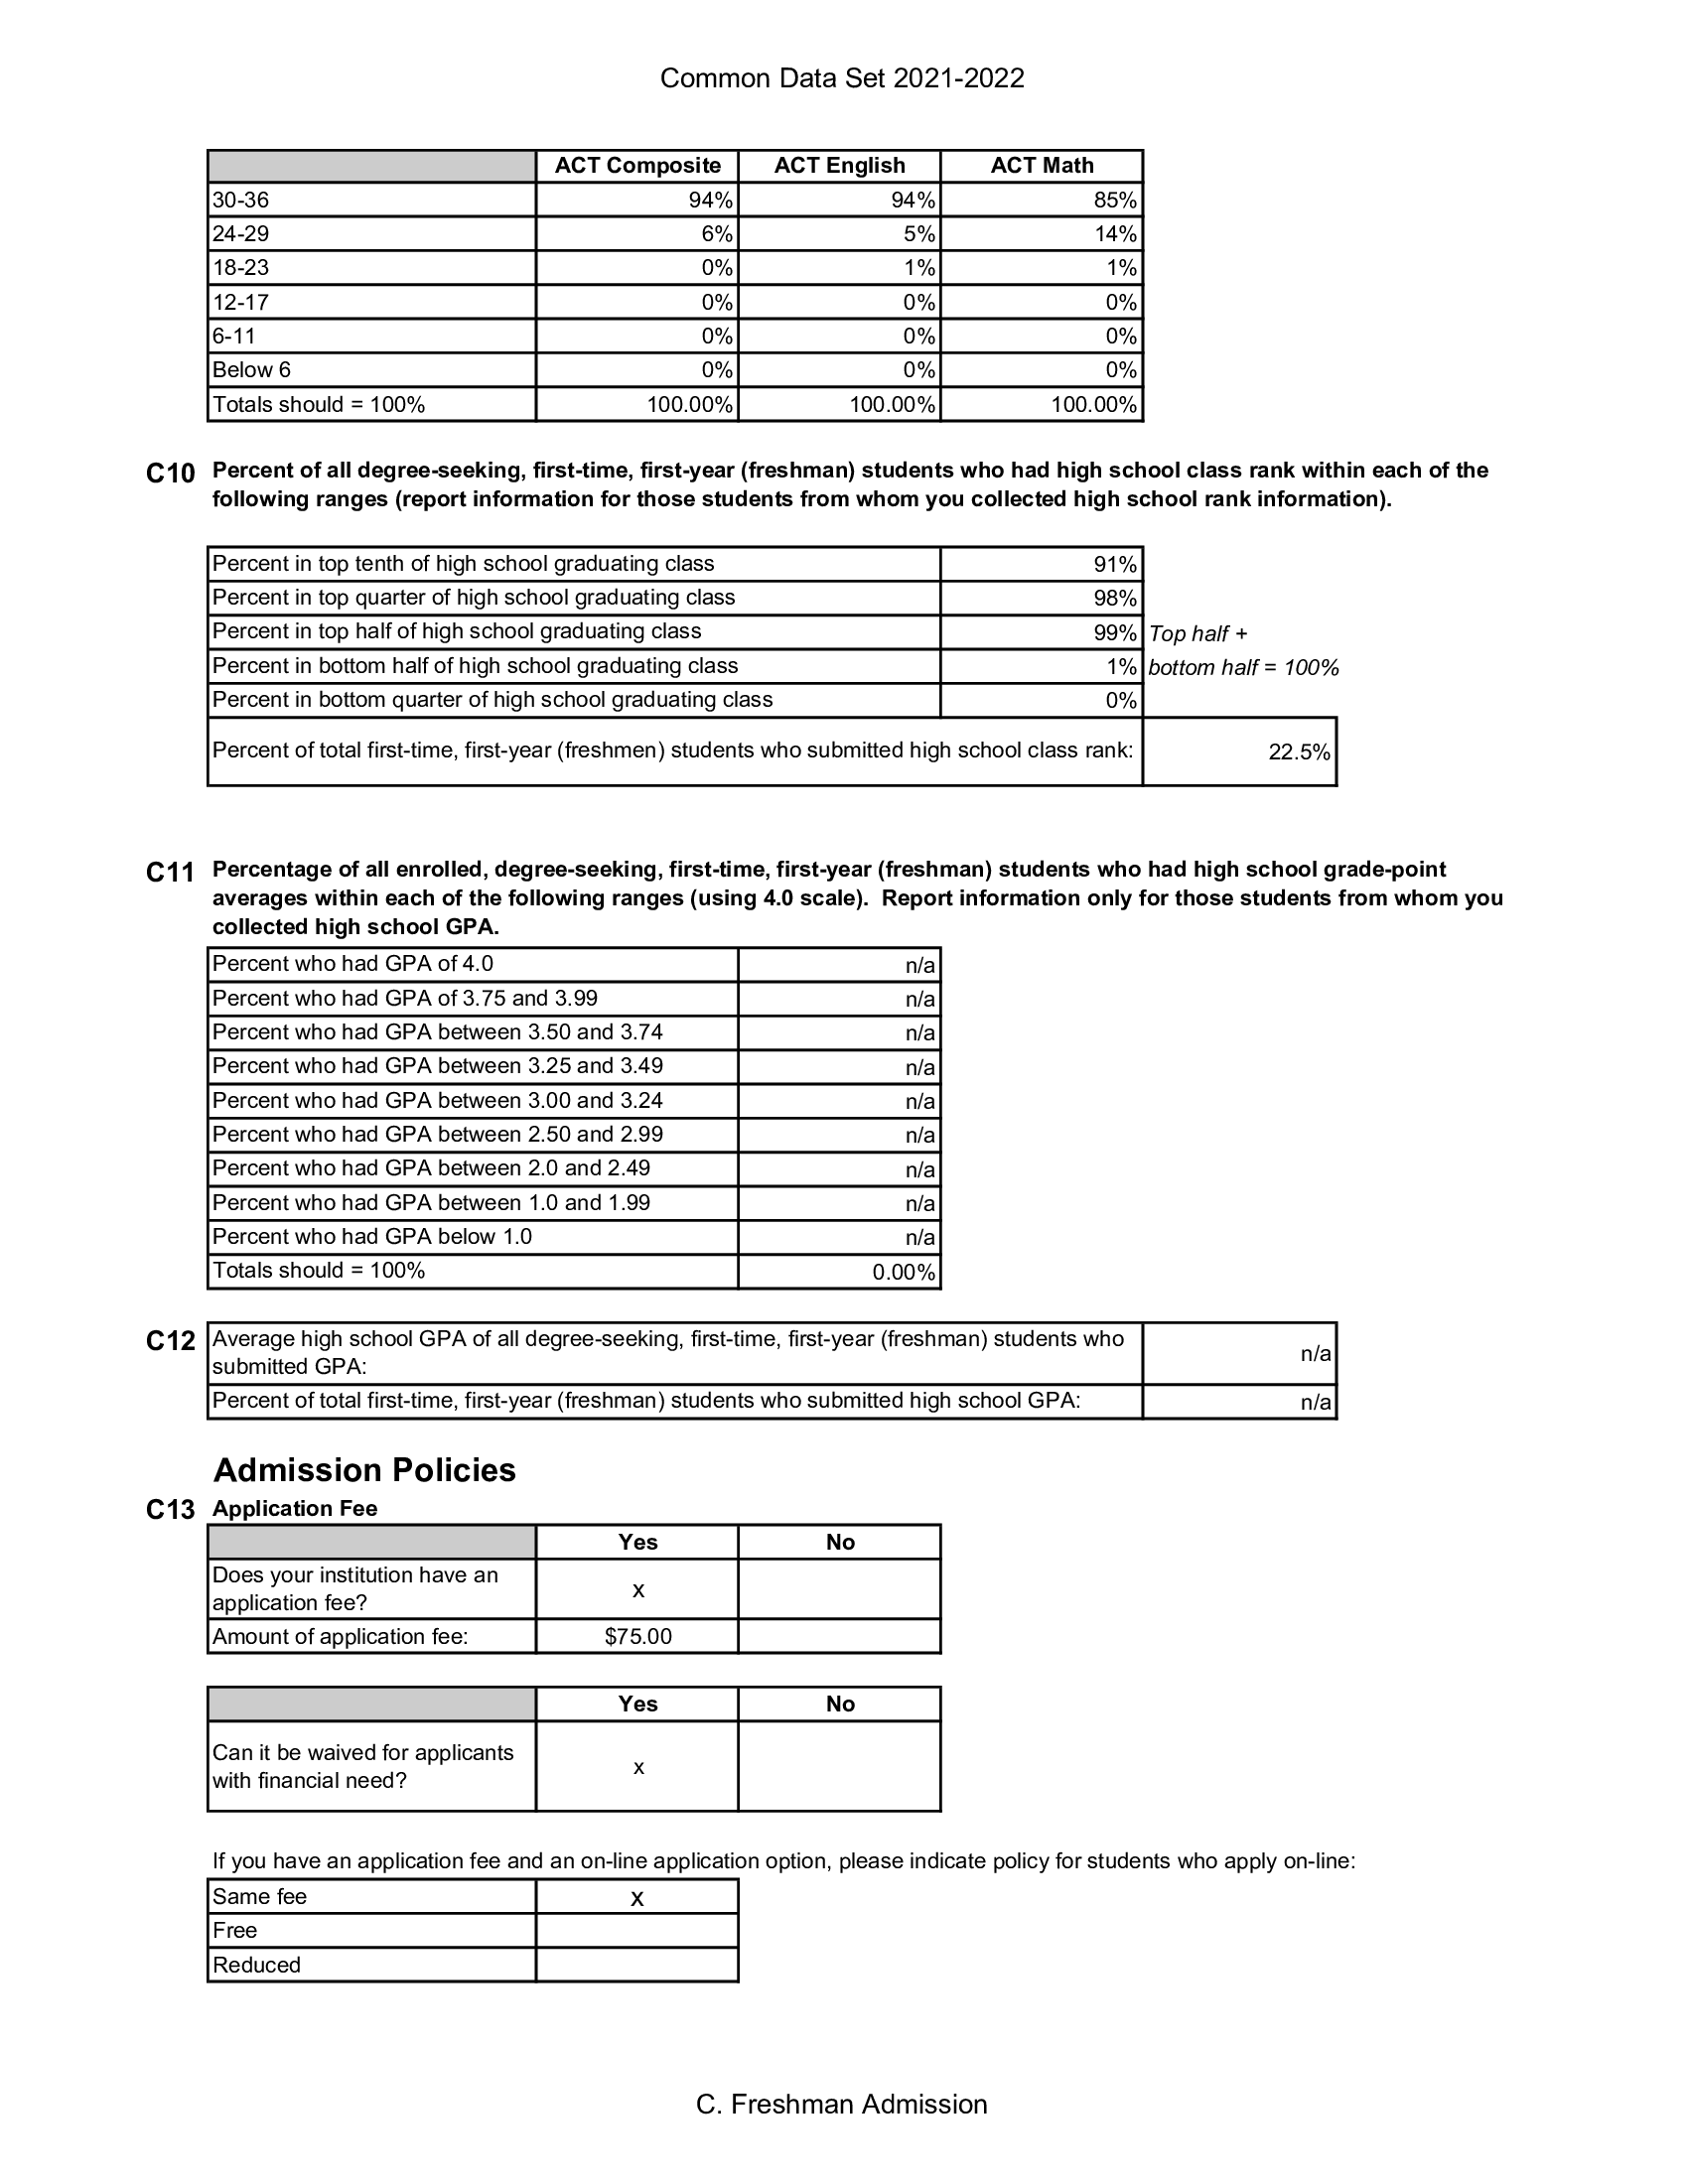 Common Data Set 2021-2022
ACT Composite ACT English ACT Math
30-36 94% 94% 85%
24-29 6% 5% 14%
18-23 0% 1% 1%
12-17 0% 0% 0%
6-11 0% 0% 0%
Below 6 0% 0% 0%
Totals should = 100% 100.00% 100.00% 100.00%
C10 Percent of all degree-seeking, first-time, first-year (freshman) students who had high school class rank within each of the
following ranges (report information for those students from whom you collected high school rank information).
Percent in top tenth of high school graduating class 91%
Percent in top quarter of high school graduating class 98%
Percent in top half of high school graduating class 99% Top half +
Percent in bottom half of high school graduating class 1% bottom half = 100%
Percent in bottom quarter of high school graduating class 0%
Percent of total first-time, first-year (freshmen) students who submitted high school class rank: 22.5%
C11 Percentage of all enrolled, degree-seeking, first-time, first-year (freshman) students who had high school grade-point
averages within each of the following ranges (using 4.0 scale). Report information only for those students from whom you
collected high school GPA.
Percent who had GPA of 4.0 n/a
Percent who had GPA of 3.75 and 3.99 n/a
Percent who had GPA between 3.50 and 3.74 n/a
Percent who had GPA between 3.25 and 3.49 n/a
Percent who had GPA between 3.00 and 3.24 n/a
Percent who had GPA between 2.50 and 2.99 n/a
Percent who had GPA between 2.0 and 2.49 n/a
Percent who had GPA between 1.0 and 1.99 n/a
Percent who had GPA below 1.0 n/a
Totals should = 100% 0.00%
C12 Average high school GPA of all degree-seeking, first-time, first-year (freshman) students who
submitted GPA: n/a
Percent of total first-time, first-year (freshman) students who submitted high school GPA: n/a
Admission Policies
C13 Application Fee
Yes No
Does your institution have an
application fee? x
Amount of application fee: $75.00
Yes No
Can it be waived for applicants
with financial need? x
If you have an application fee and an on-line application option, please indicate policy for students who apply on-line:
Same fee x
Free
Reduced
C. Freshman Admission